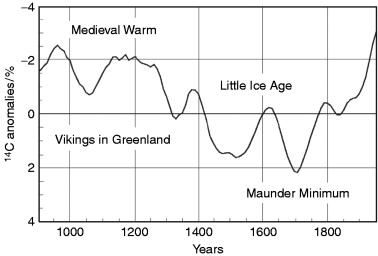 −4
Medieval Warm
−2
Little Ice Age
0
Vikings in Greenland
2
Maunder Minimum
4
1000 1200 1400 1600 1800
Years
¹⁴C anomalies/%